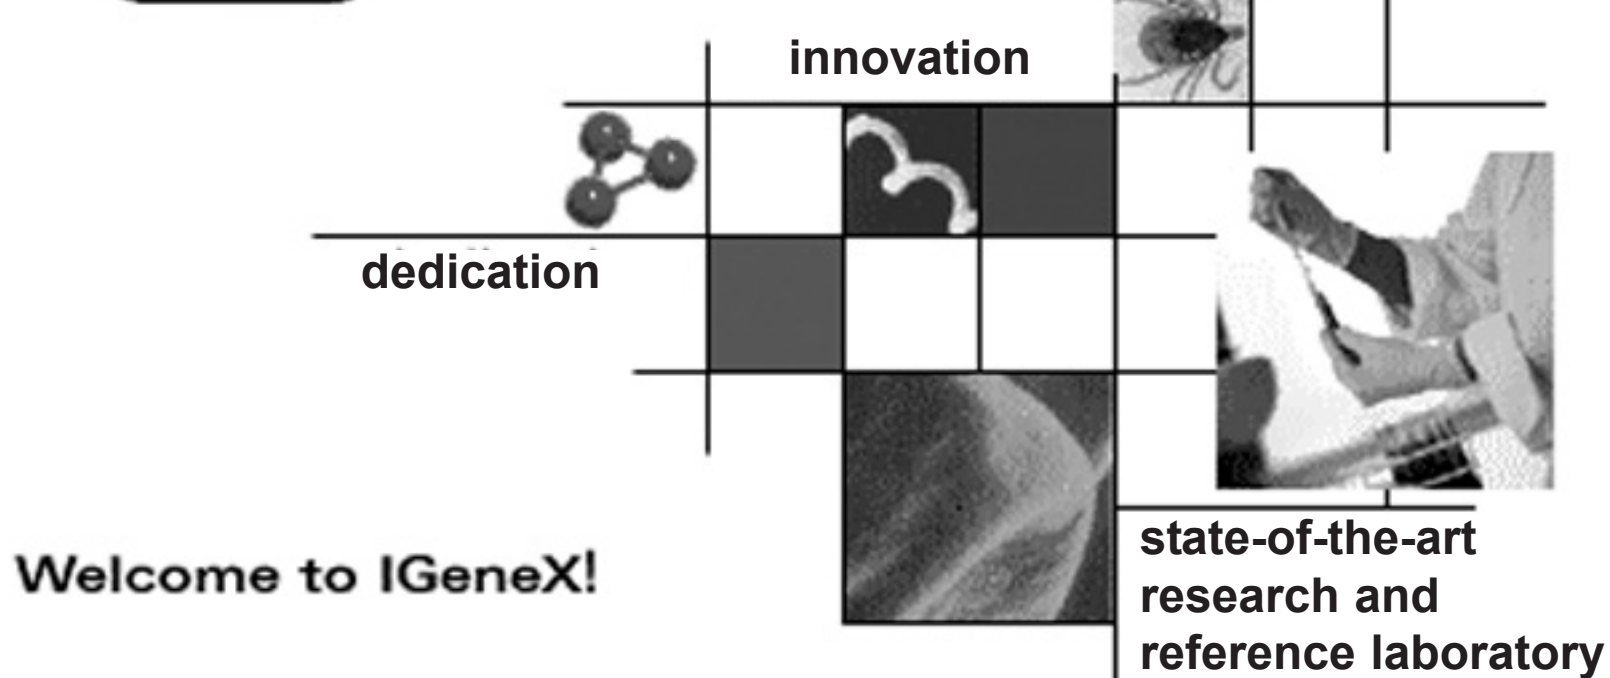 innovation
dedication
Welcome to IGeneX!
state-of-the-art
research and
reference laboratory